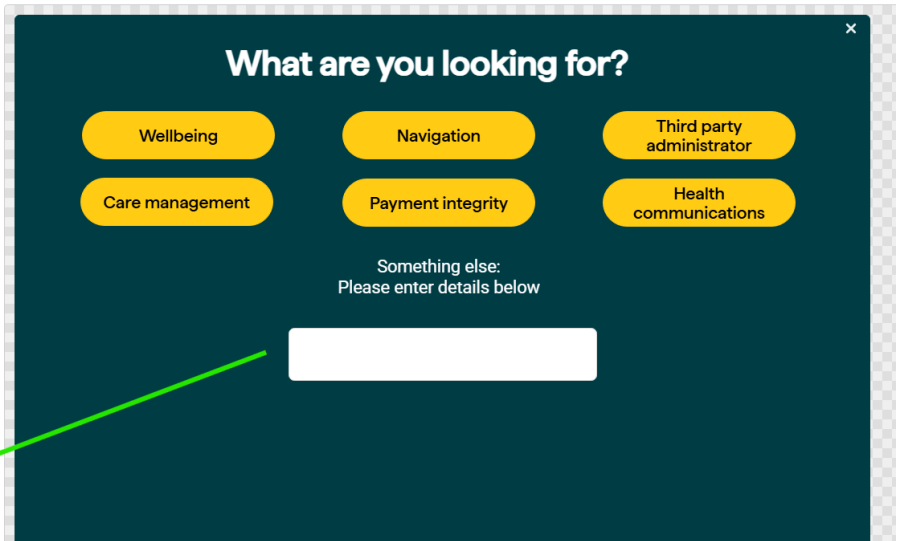 What are you looking for?
Wellbeing
Navigation
Third party
administrator
Care management
Payment integrity
Health
communications
Something else:
Please enter details below